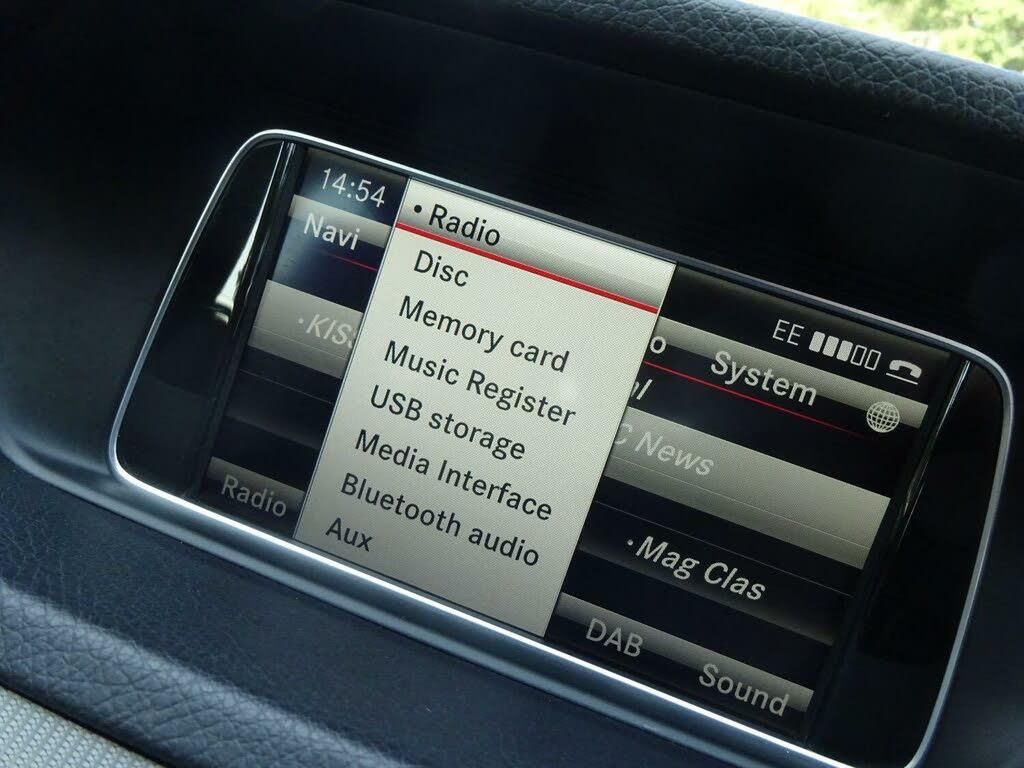 14:54
Navi
• Radio
Disc
Memory card
Music Register
USB storage
Media Interface
Bluetooth audio
Aux
EE
System
News
•Mag Clas
Radio
DAB
Sound